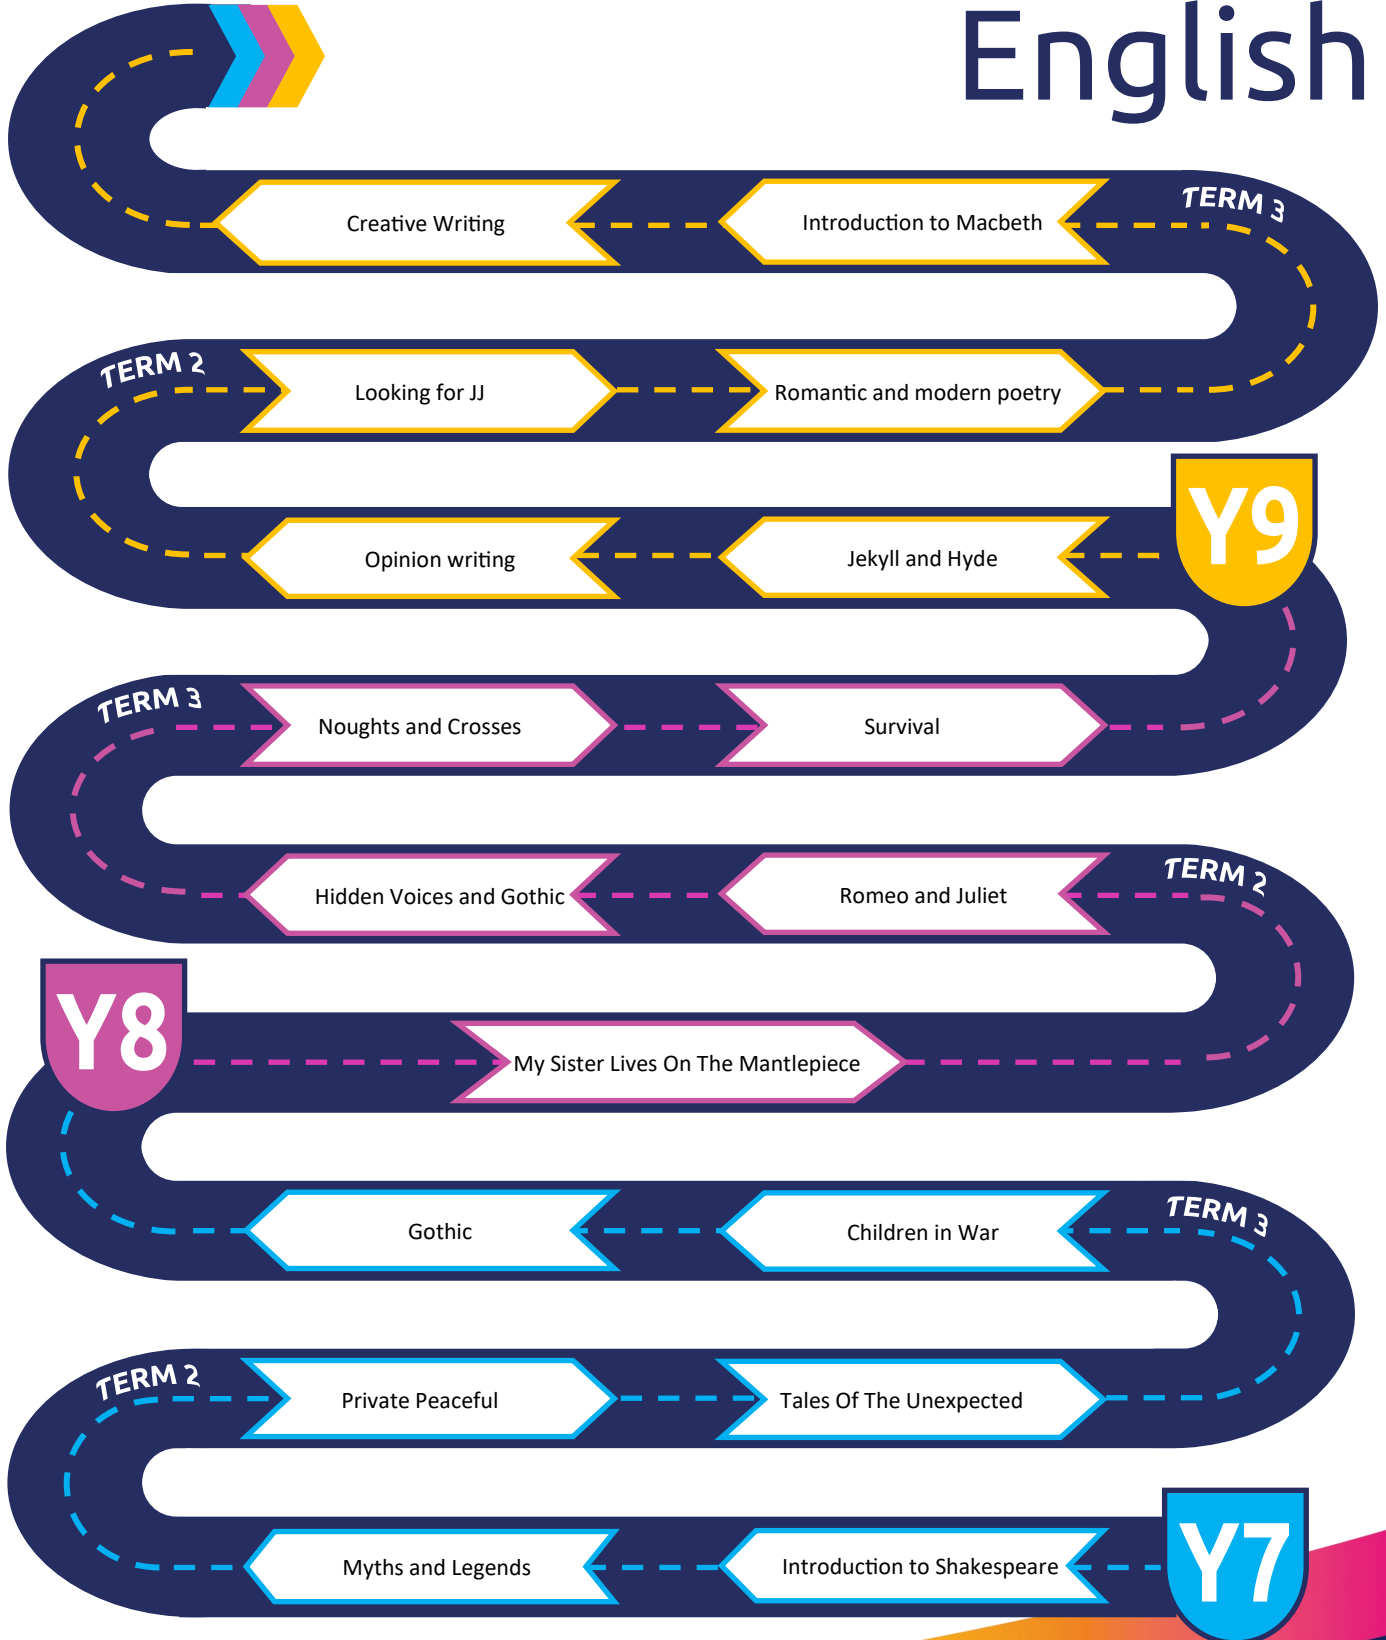 English
TERM 3
Creative Writing
Introduction to Macbeth
TERM 2
Looking for JJ
Romantic and modern poetry
Y9
Opinion writing
Jekyll and Hyde
TERM 3
Noughts and Crosses
Survival
TERM 2
Hidden Voices and Gothic
Romeo and Juliet
Y8
My Sister Lives On The Mantlepiece
TERM 3
Gothic
Children in War
TERM 2
Private Peaceful
Tales Of The Unexpected
Y7
Myths and Legends
Introduction to Shakespeare